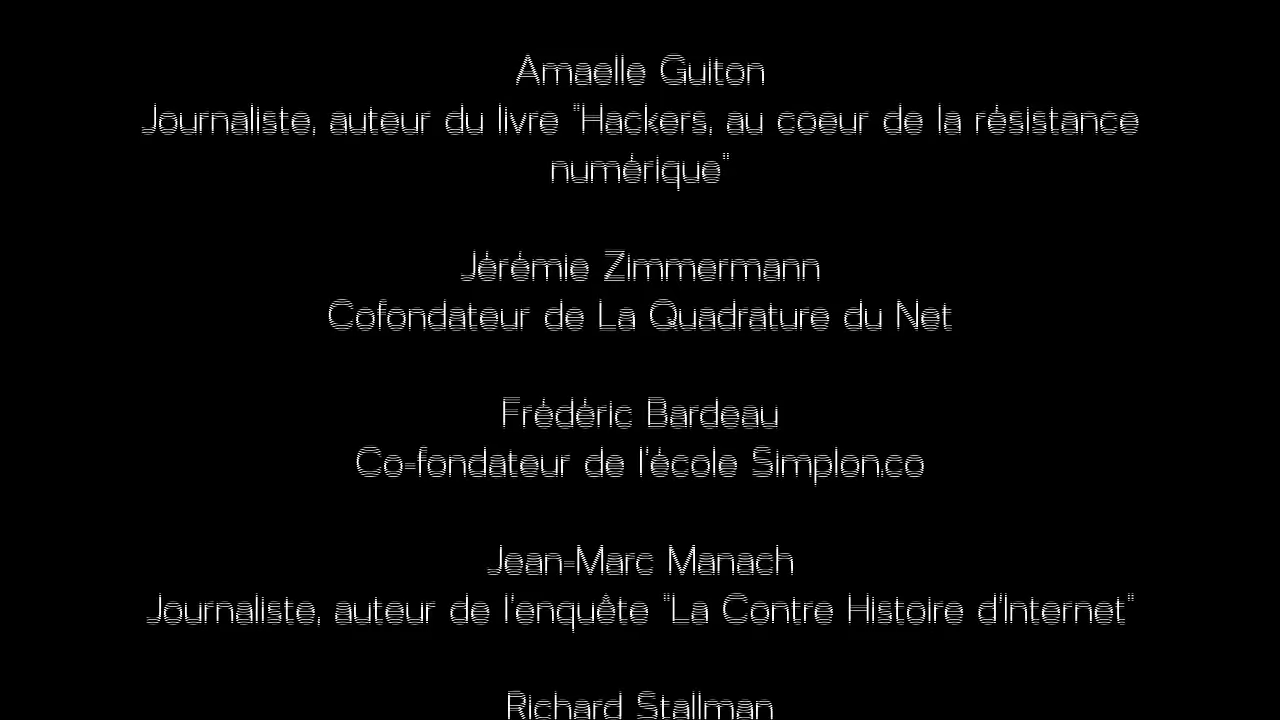 Amaelle Guiton
Journaliste, auteur du livre "Hackers, au coeur de la résistance
numérique"
Jérémie Zimmermann
Cofondateur de La Quadrature du Net
Frédéric Bardeau
Co-fondateur de l'école Simplon.co
Jean-Marc Manach
Journaliste, auteur de l'enquête "La Contre Histoire d'Internet"
Richard Stallman